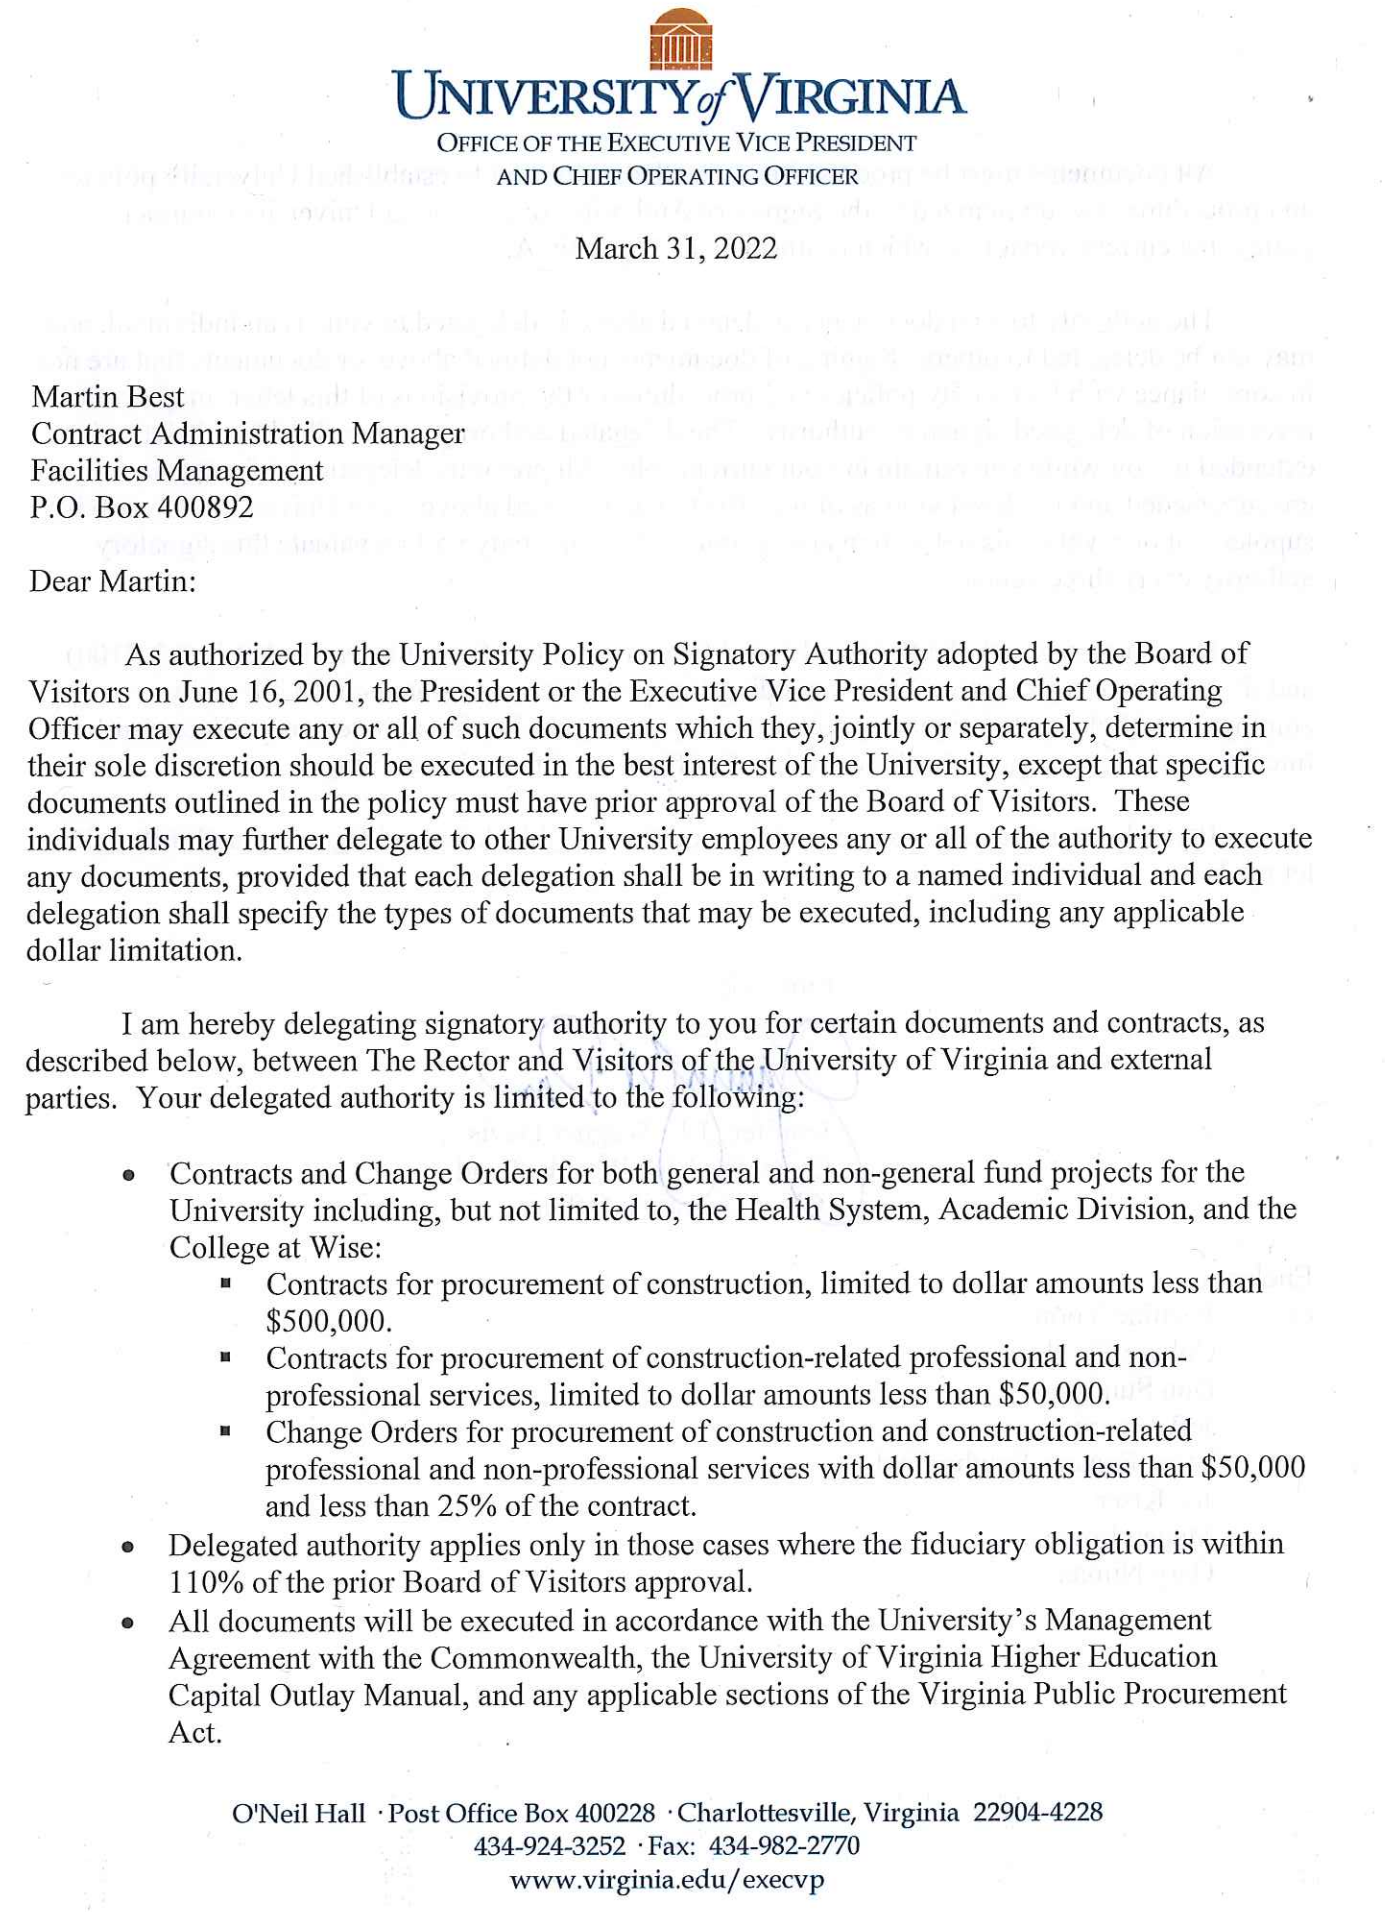 UNIVERSITY of VIRGINIA
OFFICE OF THE EXECUTIVE VICE PRESIDENT
AND CHIEF OPERATING OFFICER
March 31, 2022
Martin Best
Contract Administration Manager
Facilities Management
P.O. Box 400892
Dear Martin:
As authorized by the University Policy on Signatory Authority adopted by the Board of
Visitors on June 16, 2001, the President or the Executive Vice President and Chief Operating
Officer may execute any or all of such documents which they, jointly or separately, determine in
their sole discretion should be executed in the best interest of the University, except that specific
documents outlined in the policy must have prior approval of the Board of Visitors. These
individuals may further delegate to other University employees any or all of the authority to execute
any documents, provided that each delegation shall be in writing to a named individual and each
delegation shall specify the types of documents that may be executed, including any applicable
dollar limitation.
I am hereby delegating signatory authority to you for certain documents and contracts, as
described below, between The Rector and Visitors of the University of Virginia and external
parties. Your delegated authority is limited to the following:
• Contracts and Change Orders for both general and non-general fund projects for the
University including, but not limited to, the Health System, Academic Division, and the
College at Wise:
▪ Contracts for procurement of construction, limited to dollar amounts less than
$500,000.
▪ Contracts for procurement of construction-related professional and non-
professional services, limited to dollar amounts less than $50,000.
▪ Change Orders for procurement of construction and construction-related
professional and non-professional services with dollar amounts less than $50,000
and less than 25% of the contract.
• Delegated authority applies only in those cases where the fiduciary obligation is within
110% of the prior Board of Visitors approval.
• All documents will be executed in accordance with the University's Management
Agreement with the Commonwealth, the University of Virginia Higher Education
Capital Outlay Manual, and any applicable sections of the Virginia Public Procurement
Act.
O'Neil Hall · Post Office Box 400228 · Charlottesville, Virginia 22904-4228
434-924-3252 · Fax: 434-982-2770
www.virginia.edu/execvp